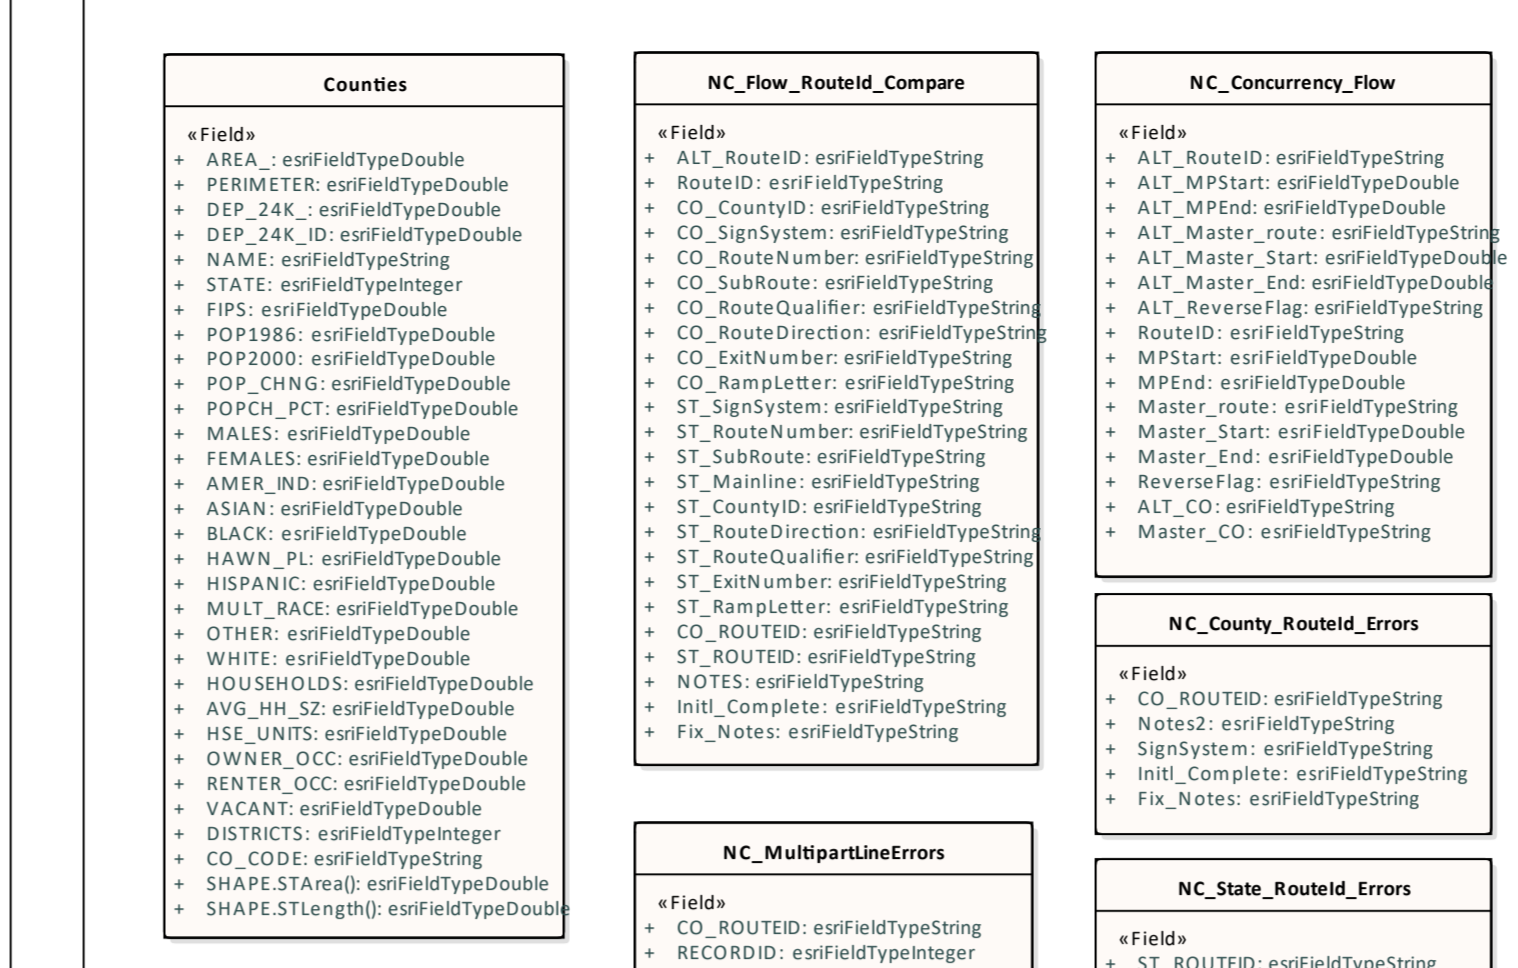 Counties
«Field»
+ AREA_: esriFieldTypeDouble
+ PERIMETER: esriFieldTypeDouble
+ DEP_24K_: esriFieldTypeDouble
+ DEP_24K_ID: esriFieldTypeDouble
+ NAME: esriFieldTypeString
+ STATE: esriFieldTypeInteger
+ FIPS: esriFieldTypeDouble
+ POP1986: esriFieldTypeDouble
+ POP2000: esriFieldTypeDouble
+ POP_CHNG: esriFieldTypeDouble
+ POPCH_PCT: esriFieldTypeDouble
+ MALES: esriFieldTypeDouble
+ FEMALES: esriFieldTypeDouble
+ AMER_IND: esriFieldTypeDouble
+ ASIAN: esriFieldTypeDouble
+ BLACK: esriFieldTypeDouble
+ HAWN_PL: esriFieldTypeDouble
+ HISPANIC: esriFieldTypeDouble
+ MULT_RACE: esriFieldTypeDouble
+ OTHER: esriFieldTypeDouble
+ WHITE: esriFieldTypeDouble
+ HOUSEHOLDS: esriFieldTypeDouble
+ AVG_HH_SZ: esriFieldTypeDouble
+ HSE_UNITS: esriFieldTypeDouble
+ OWNER_OCC: esriFieldTypeDouble
+ RENTER_OCC: esriFieldTypeDouble
+ VACANT: esriFieldTypeDouble
+ DISTRICTS: esriFieldTypeInteger
+ CO_CODE: esriFieldTypeString
+ SHAPE.STArea(): esriFieldTypeDouble
+ SHAPE.STLength(): esriFieldTypeDouble
NC_Flow_RouteId_Compare
«Field»
+ ALT_RouteID: esriFieldTypeString
+ RouteID: esriFieldTypeString
+ CO_CountyID: esriFieldTypeString
+ CO_SignSystem: esriFieldTypeString
+ CO_RouteNumber: esriFieldTypeString
+ CO_SubRoute: esriFieldTypeString
+ CO_RouteQualifier: esriFieldTypeString
+ CO_RouteDirection: esriFieldTypeString
+ CO_ExitNumber: esriFieldTypeString
+ CO_RampLetter: esriFieldTypeString
+ ST_SignSystem: esriFieldTypeString
+ ST_RouteNumber: esriFieldTypeString
+ ST_SubRoute: esriFieldTypeString
+ ST_Mainline: esriFieldTypeString
+ ST_CountyID: esriFieldTypeString
+ ST_RouteDirection: esriFieldTypeString
+ ST_RouteQualifier: esriFieldTypeString
+ ST_ExitNumber: esriFieldTypeString
+ ST_RampLetter: esriFieldTypeString
+ CO_ROUTEID: esriFieldTypeString
+ ST_ROUTEID: esriFieldTypeString
+ NOTES: esriFieldTypeString
+ Initl_Complete: esriFieldTypeString
+ Fix_Notes: esriFieldTypeString
NC_MultipartLineErrors
«Field»
+ CO_ROUTEID: esriFieldTypeString
+ RECORDID: esriFieldTypeInteger
NC_Concurrency_Flow
«Field»
+ ALT_RouteID: esriFieldTypeString
+ ALT_MPStart: esriFieldTypeDouble
+ ALT_MPEnd: esriFieldTypeDouble
+ ALT_Master_route: esriFieldTypeString
+ ALT_Master_Start: esriFieldTypeDouble
+ ALT_Master_End: esriFieldTypeDouble
+ ALT_ReverseFlag: esriFieldTypeString
+ RouteID: esriFieldTypeString
+ MPStart: esriFieldTypeDouble
+ MPEnd: esriFieldTypeDouble
+ Master_route: esriFieldTypeString
+ Master_Start: esriFieldTypeDouble
+ Master_End: esriFieldTypeDouble
+ ReverseFlag: esriFieldTypeString
+ ALT_CO: esriFieldTypeString
+ Master_CO: esriFieldTypeString
NC_County_RouteId_Errors
«Field»
+ CO_ROUTEID: esriFieldTypeString
+ Notes2: esriFieldTypeString
+ SignSystem: esriFieldTypeString
+ Initl_Complete: esriFieldTypeString
+ Fix_Notes: esriFieldTypeString
NC_State_RouteId_Errors
«Field»
+ ST_ROUTEID: esriFieldTypeString